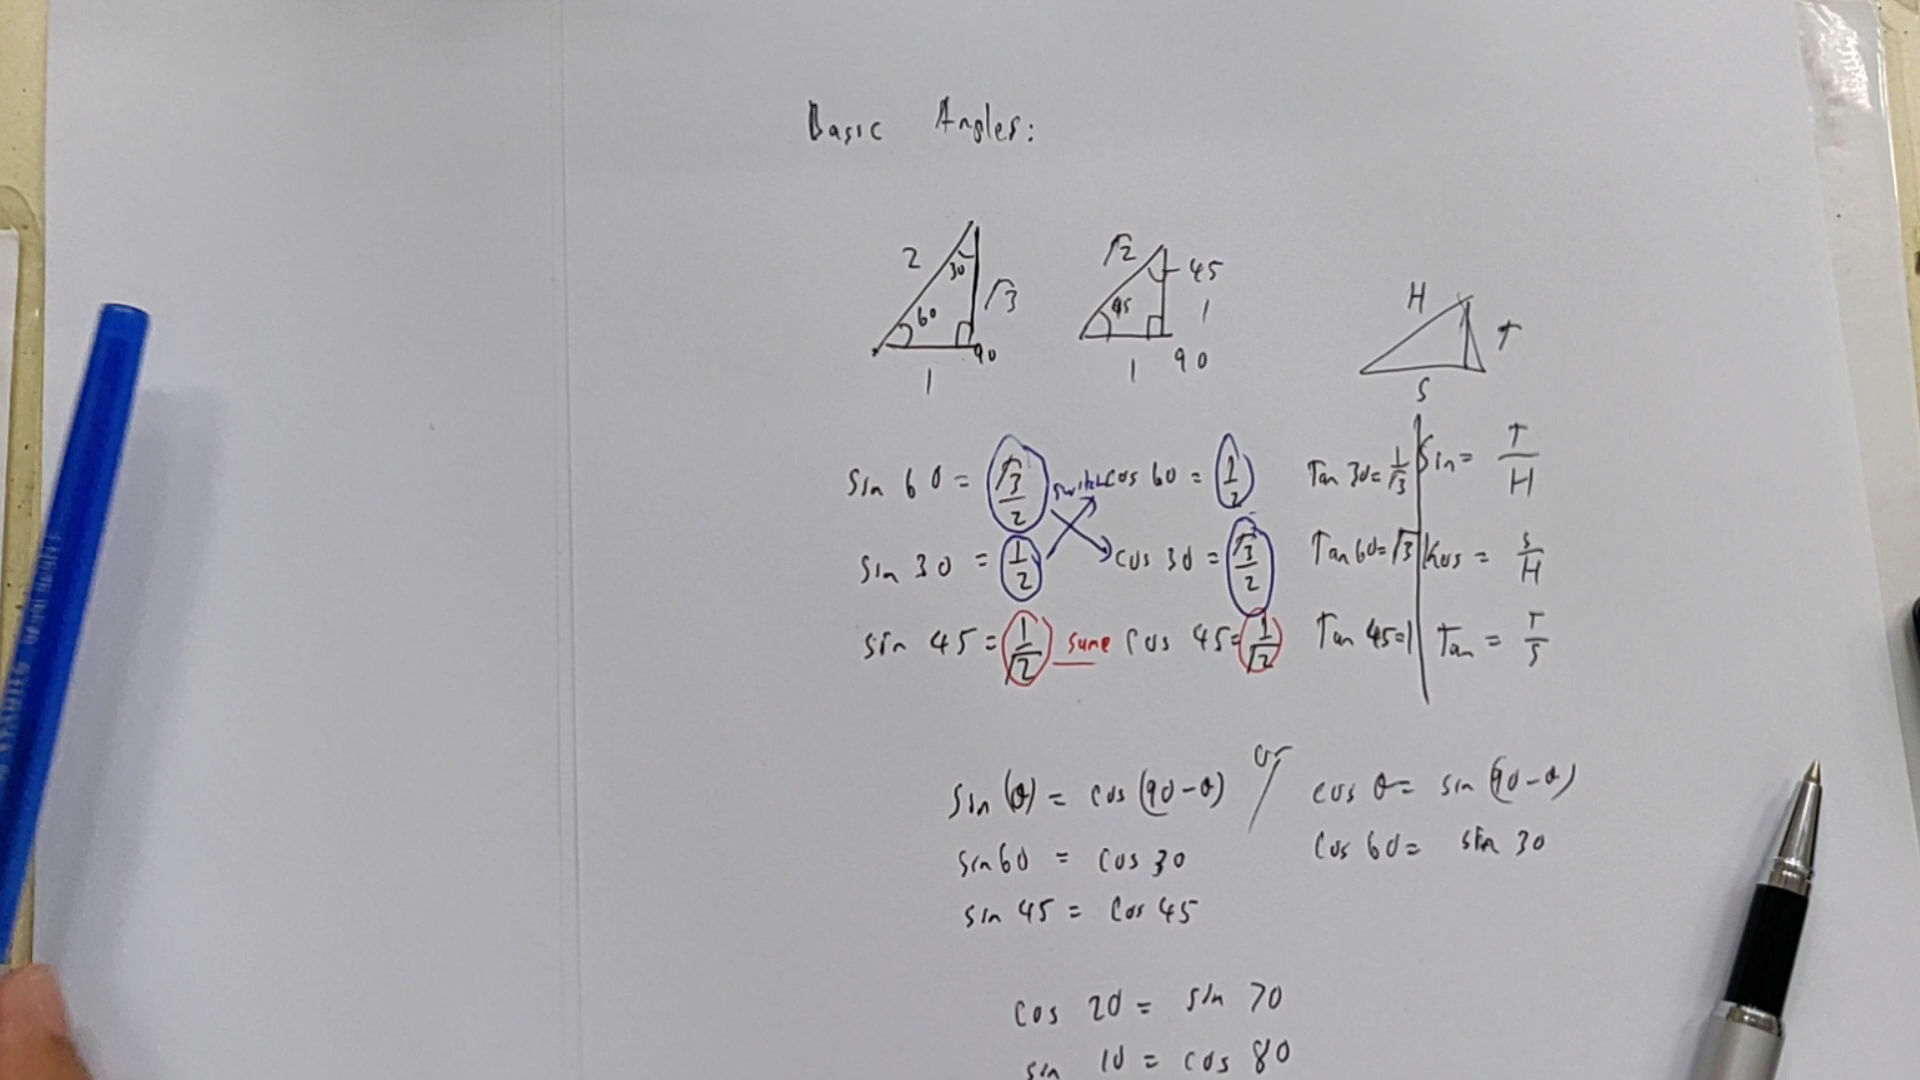 Basic Angles:
2 30 √3 60 90 1
√2 45 45 1 1 90
H T S
sin 60 = √3/2 switch cos 60 = 1/2 Tan 30 = 1/√3 Sin = T/H
sin 30 = 1/2 cos 30 = √3/2 Tan 60 = √3 Kos = S/H
sin 45 = 1/√2 same cos 45 = 1/√2 Tan 45 = 1 Tan = T/S
sin (θ) = cos (90-θ) or cos θ = sin (90-θ)
sin 60 = cos 30 cos 60 = sin 30
sin 45 = cos 45
cos 20 = sin 70
sin 10 = cos 80